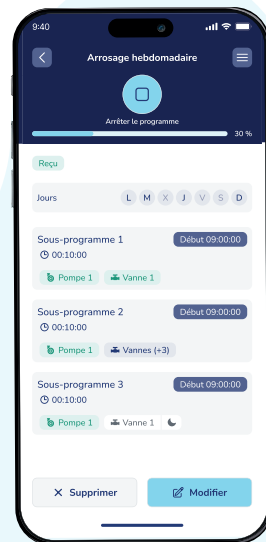 9:40
Arrosage hebdomadaire
Arrêter le programme
30 %
Reçu
Jours L M X J V S D
Sous-programme 1 Début 09:00:00
00:10:00
Pompe 1 Vanne 1
Sous-programme 2 Début 09:00:00
00:10:00
Pompe 1 Vannes (+3)
Sous-programme 3 Début 09:00:00
00:10:00
Pompe 1 Vanne 1
Supprimer Modifier